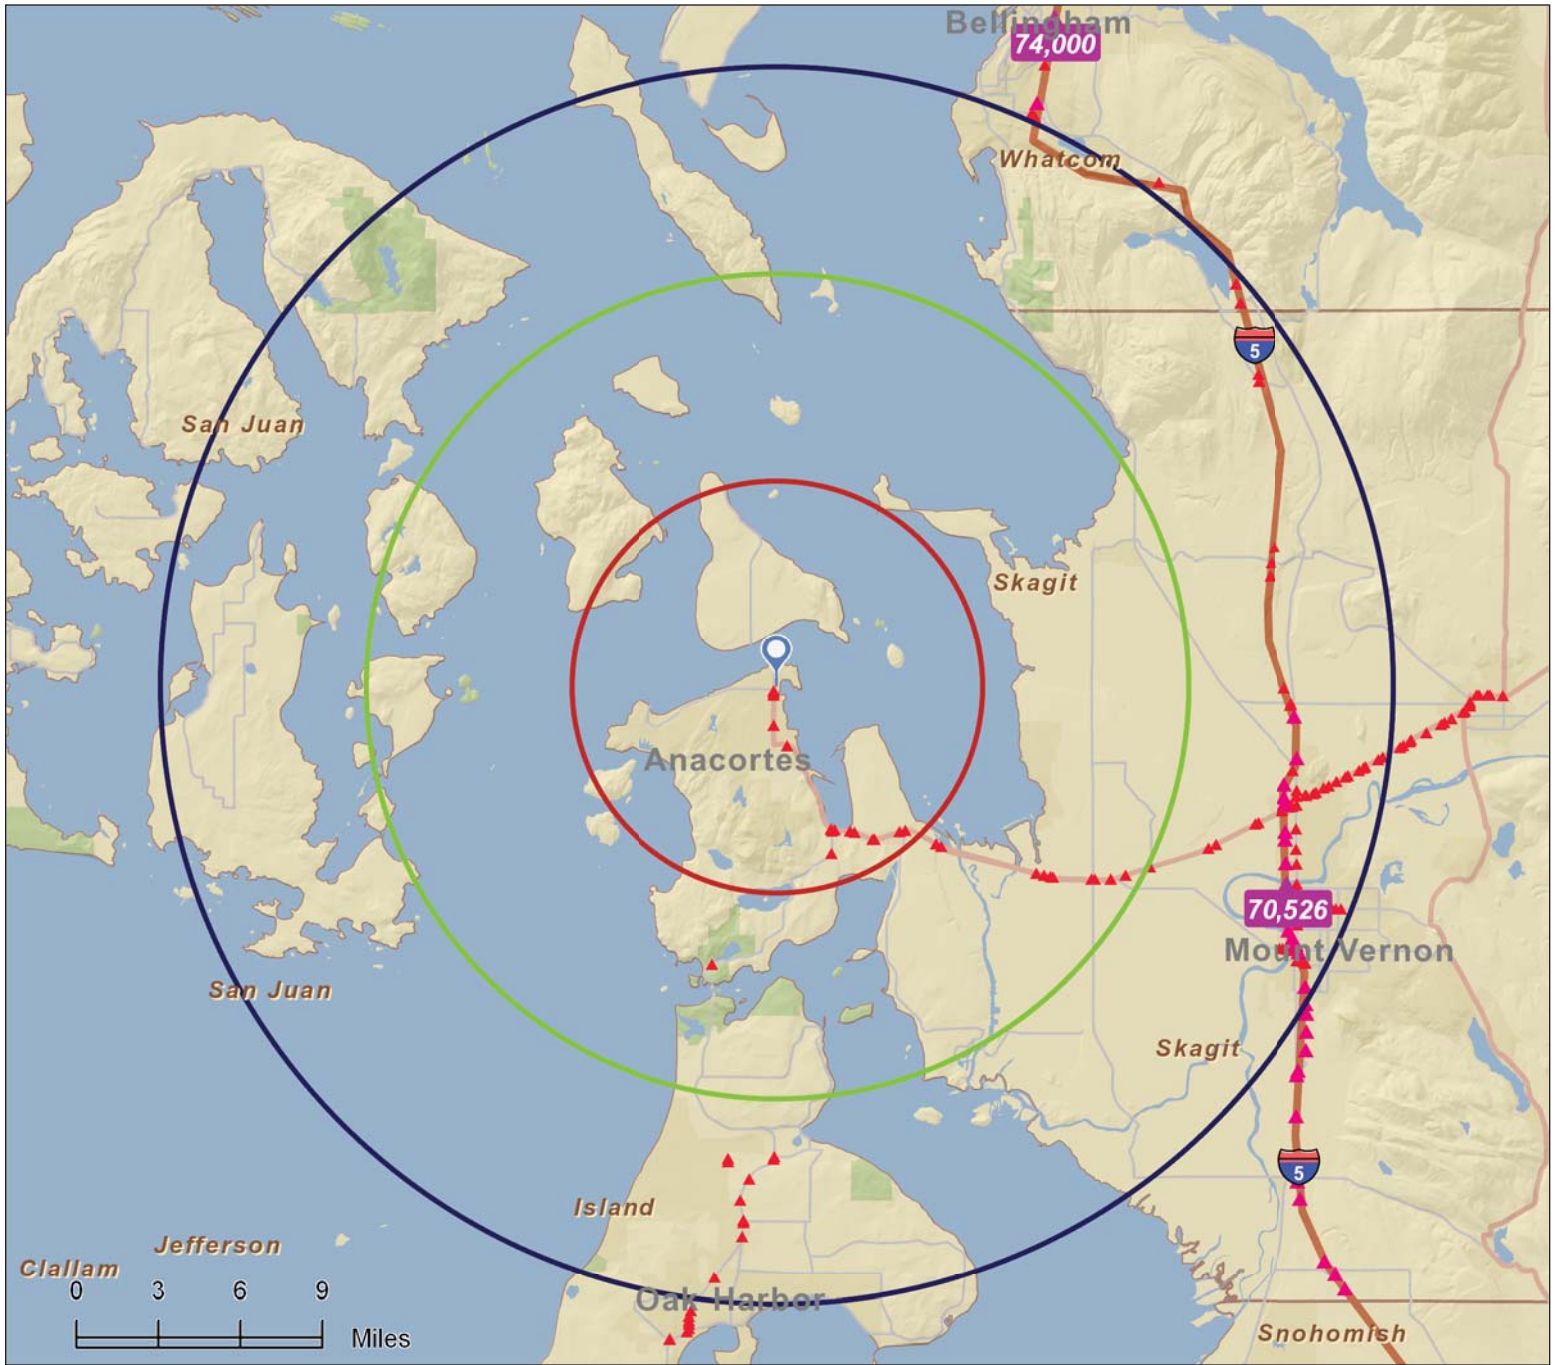 Bellingham
74,000
Whatcom
5
San Juan
Skagit
Anacortes
70,526
Mount Vernon
San Juan
Skagit
5
Island
Jefferson
Clallam
0 3 6 9
Oak Harbor
Miles
Snohomish